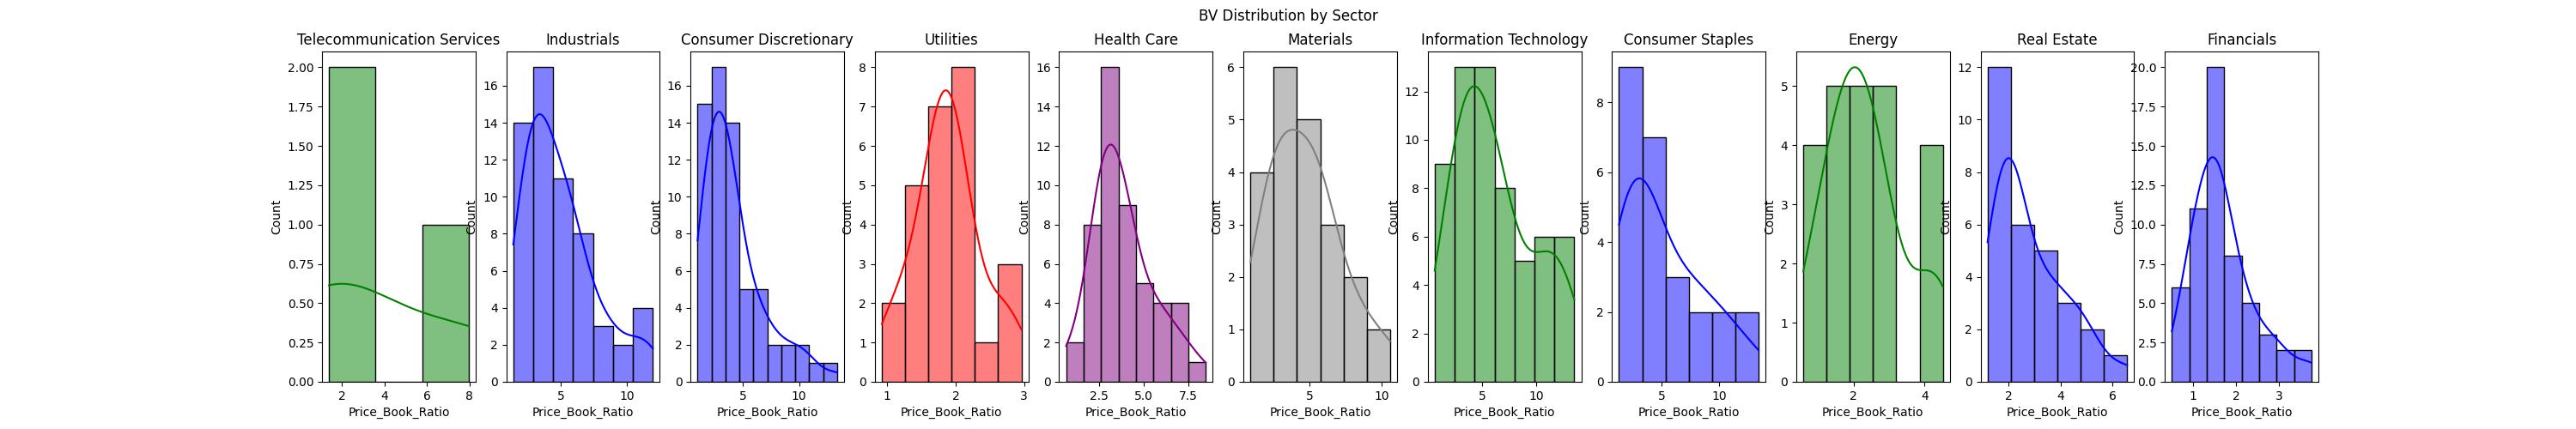 BV Distribution by Sector
Telecommunication Services
2.00
1.75
1.50
1.25
1.00
0.75
0.50
0.25
0.00
Count
2 4 6 8
Price_Book_Ratio
Industrials
16
14
12
10
8
6
4
2
0
Count
5 10
Price_Book_Ratio
Consumer Discretionary
16
14
12
10
8
6
4
2
0
Count
5 10
Price_Book_Ratio
Utilities
8
7
6
5
4
3
2
1
0
Count
1 2 3
Price_Book_Ratio
Health Care
16
14
12
10
8
6
4
2
0
Count
2.5 5.0 7.5
Price_Book_Ratio
Materials
6
5
4
3
2
1
0
Count
5 10
Price_Book_Ratio
Information Technology
12
10
8
6
4
2
0
Count
5 10
Price_Book_Ratio
Consumer Staples
8
6
4
2
0
Count
5 10
Price_Book_Ratio
Energy
5
4
3
2
1
0
Count
2 4
Price_Book_Ratio
Real Estate
12
10
8
6
4
2
0
Count
2 4 6
Price_Book_Ratio
Financials
20.0
17.5
15.0
12.5
10.0
7.5
5.0
2.5
0.0
Count
1 2 3
Price_Book_Ratio